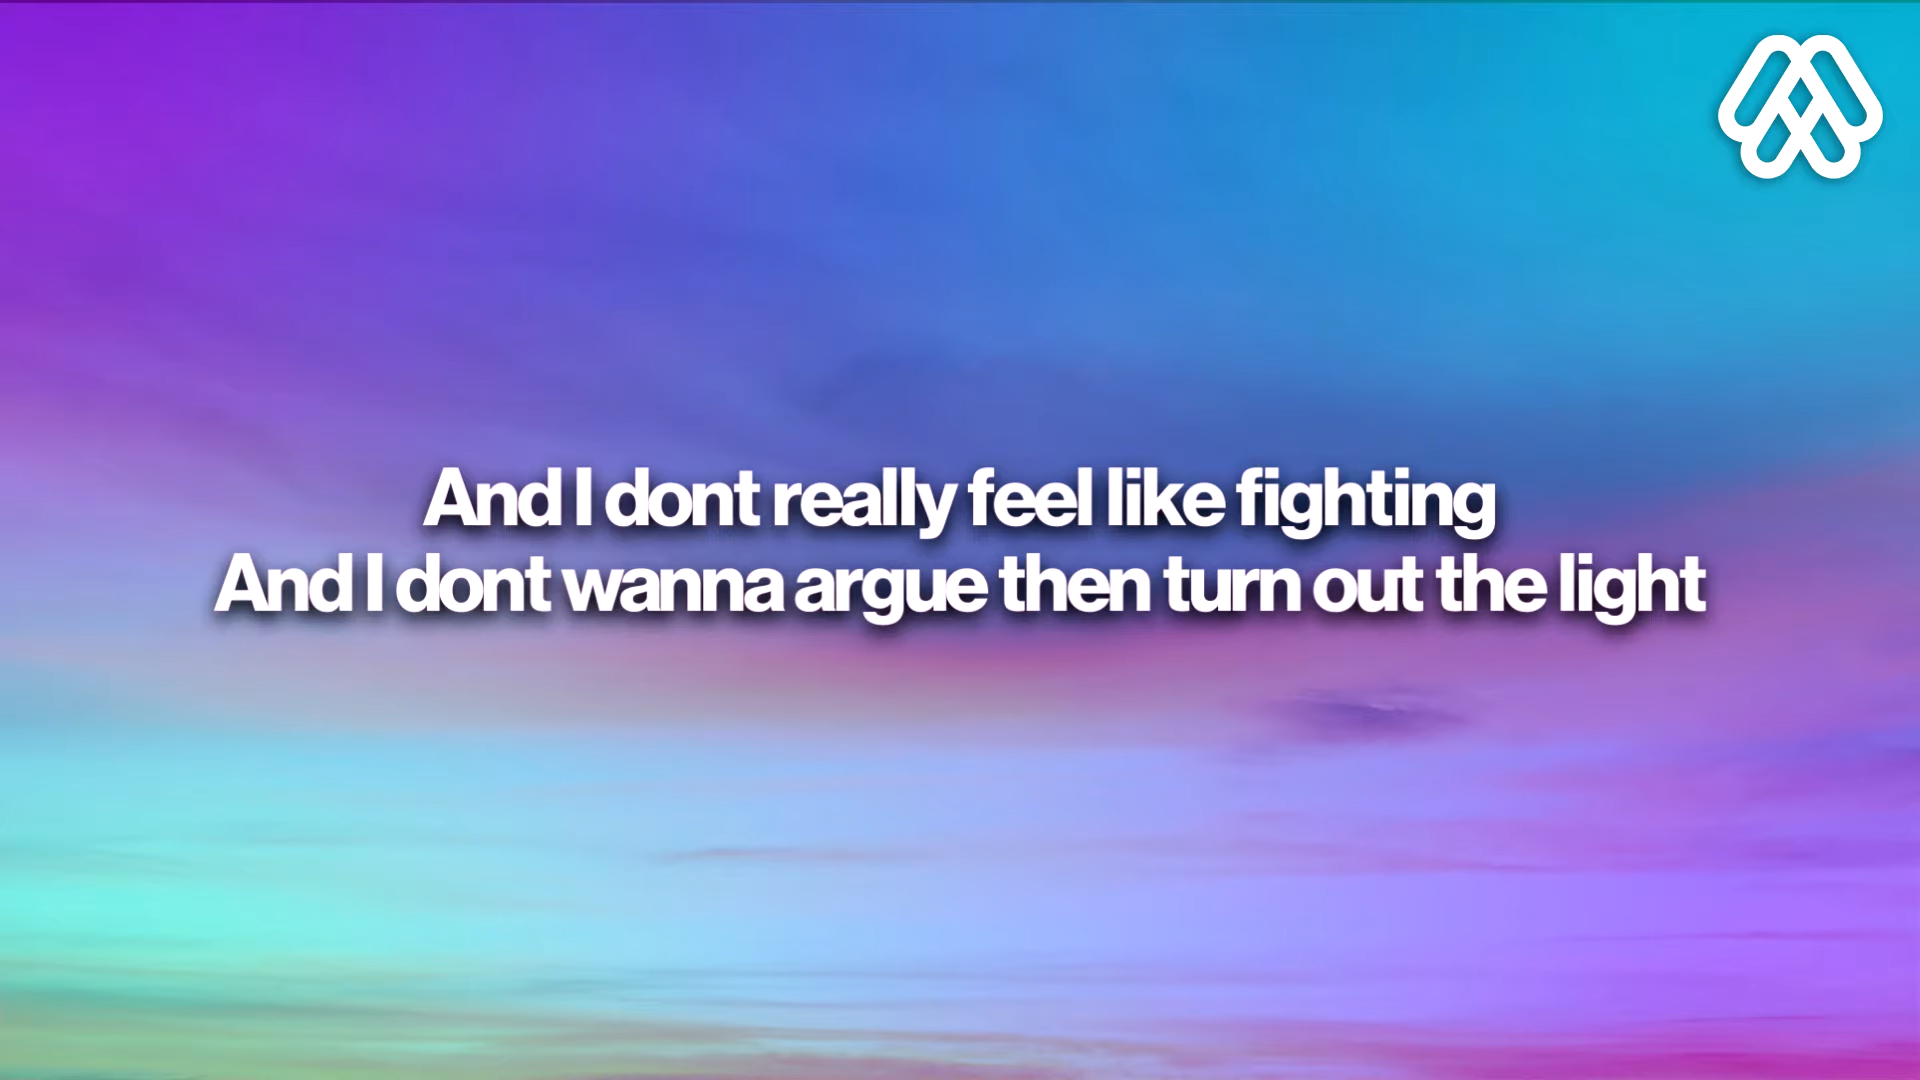 And I dont really feel like fighting
And I dont wanna argue then turn out the light